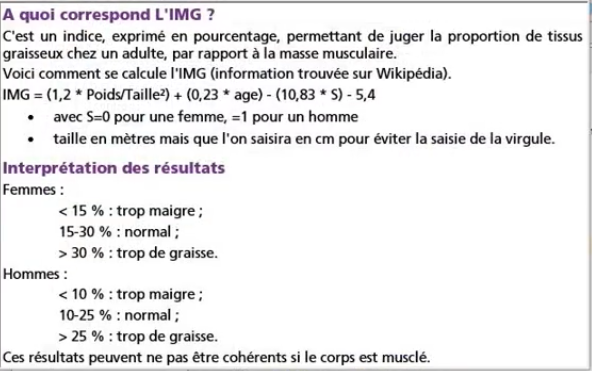 A quoi correspond L'IMG ?
C'est un indice, exprimé en pourcentage, permettant de juger la proportion de tissus
graisseux chez un adulte, par rapport à la masse musculaire.
Voici comment se calcule l'IMG (information trouvée sur Wikipédia).
IMG = (1,2 * Poids/Taille²) + (0,23 * age) - (10,83 * S) - 5,4
• avec S=0 pour une femme, =1 pour un homme
• taille en mètres mais que l'on saisira en cm pour éviter la saisie de la virgule.
Interprétation des résultats
Femmes :
< 15 % : trop maigre ;
15-30 % : normal ;
> 30 % : trop de graisse.
Hommes :
< 10 % : trop maigre ;
10-25 % : normal ;
> 25 % : trop de graisse.
Ces résultats peuvent ne pas être cohérents si le corps est musclé.